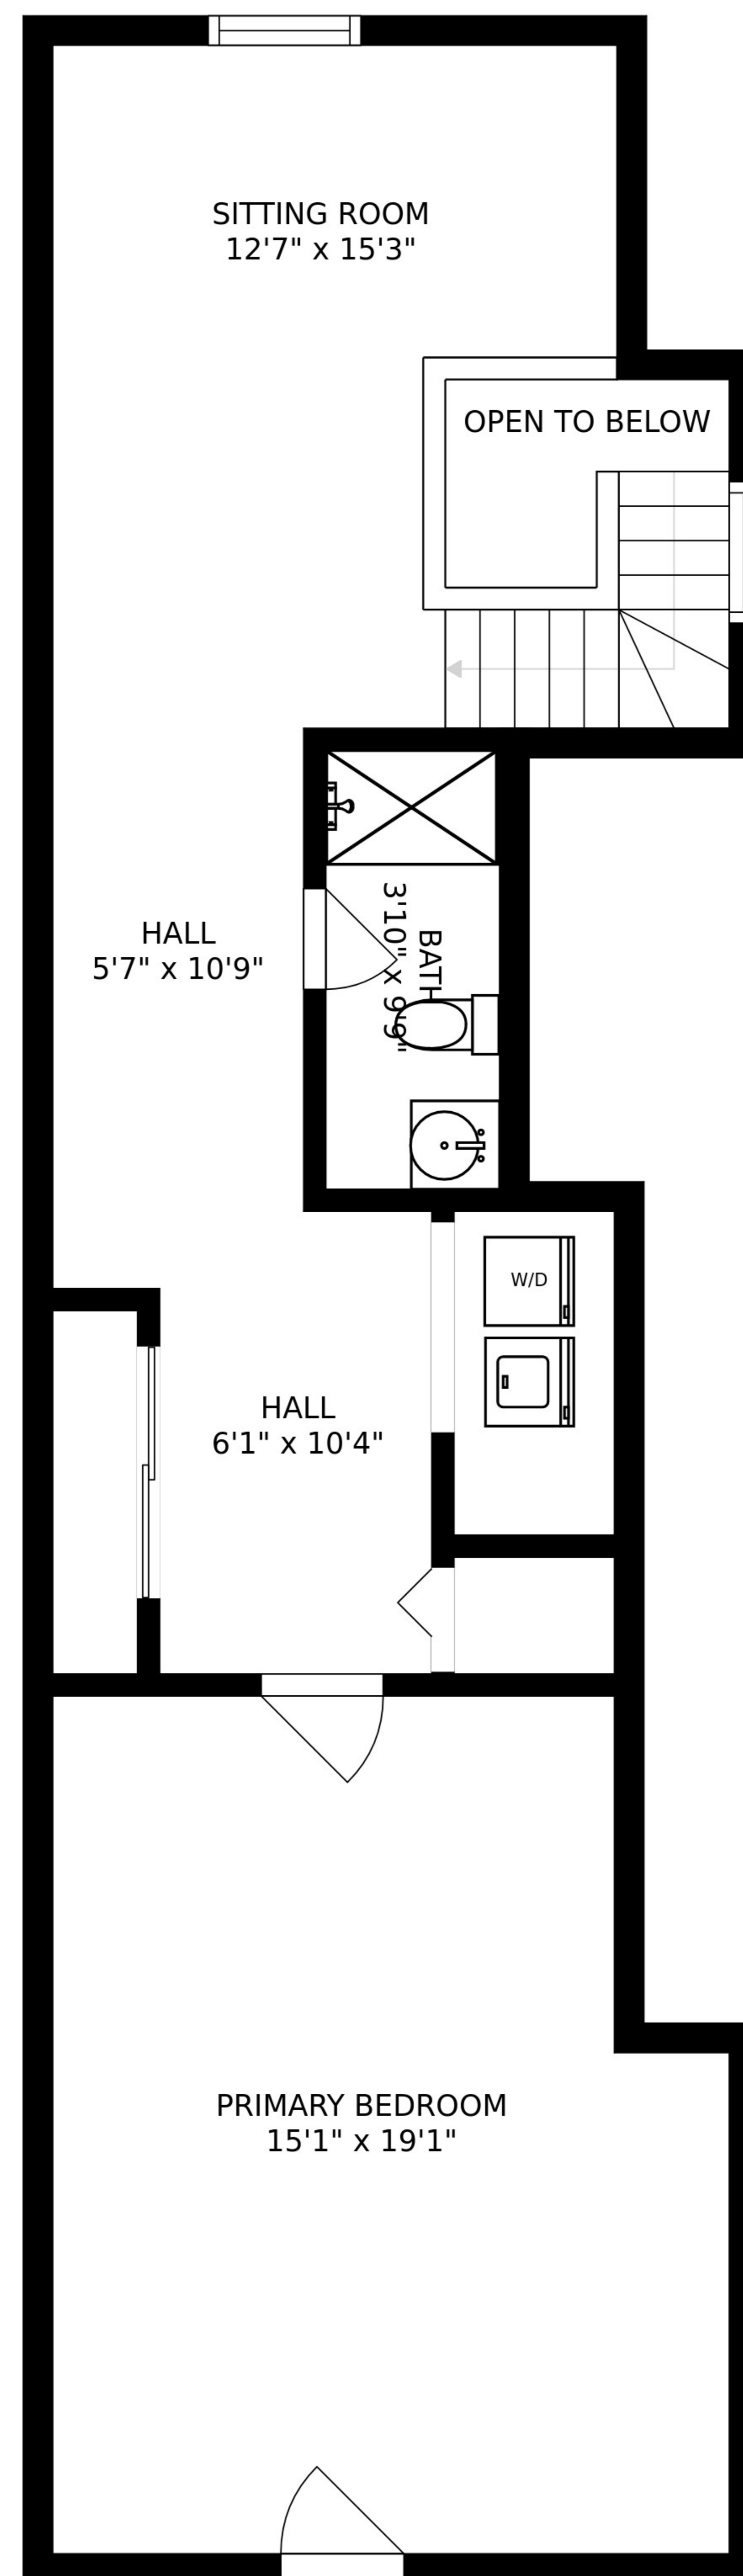 SITTING ROOM
12'7" x 15'3"
OPEN TO BELOW
HALL
5'7" x 10'9"
BATH
3'10" x 9'9"
W/D
HALL
6'1" x 10'4"
PRIMARY BEDROOM
15'1" x 19'1"